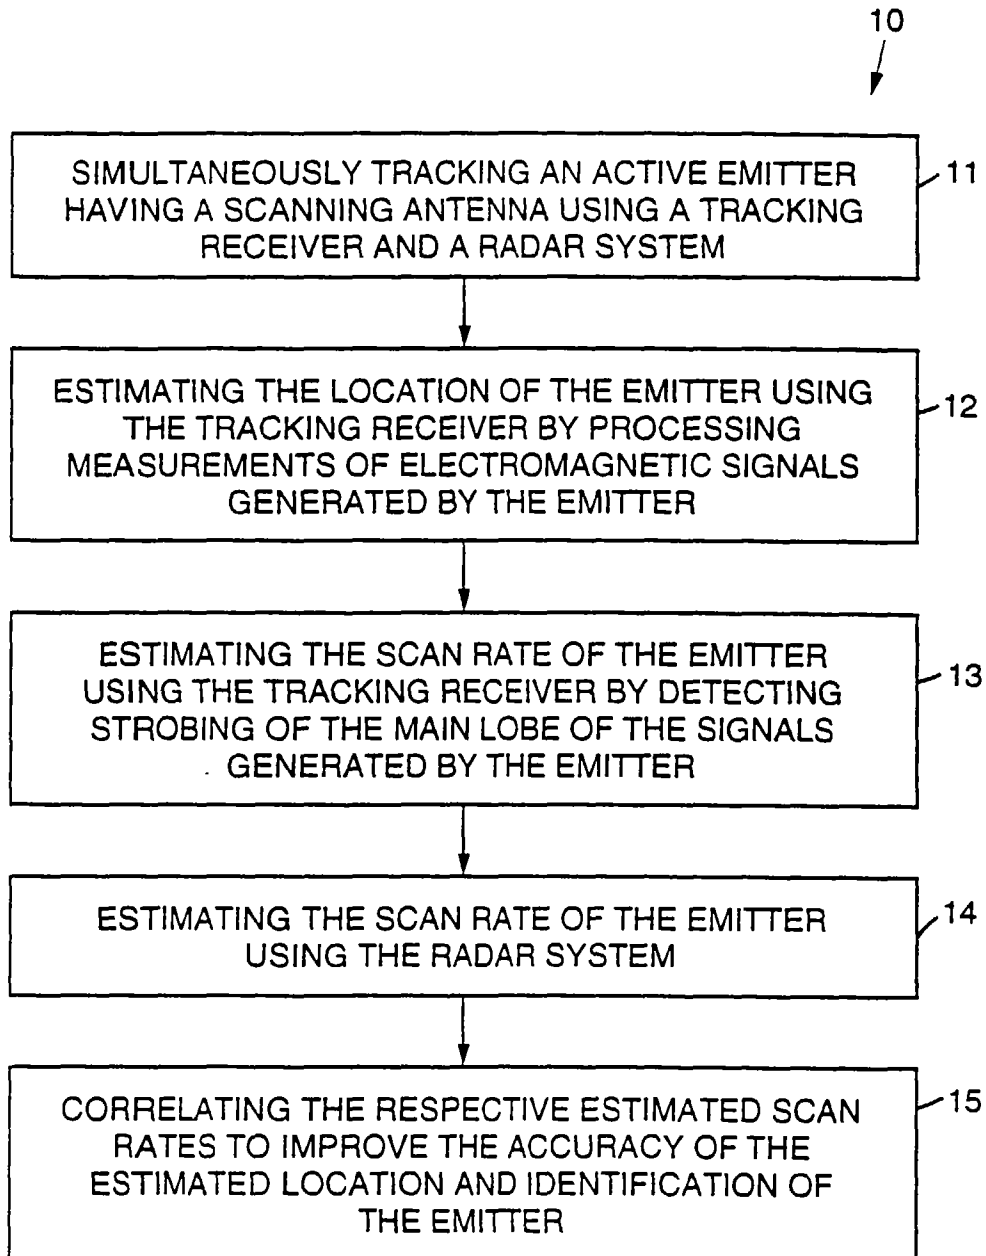 10
SIMULTANEOUSLY TRACKING AN ACTIVE EMITTER
HAVING A SCANNING ANTENNA USING A TRACKING
RECEIVER AND A RADAR SYSTEM
11
ESTIMATING THE LOCATION OF THE EMITTER USING
THE TRACKING RECEIVER BY PROCESSING
MEASUREMENTS OF ELECTROMAGNETIC SIGNALS
GENERATED BY THE EMITTER
12
ESTIMATING THE SCAN RATE OF THE EMITTER
USING THE TRACKING RECEIVER BY DETECTING
STROBING OF THE MAIN LOBE OF THE SIGNALS
GENERATED BY THE EMITTER
13
ESTIMATING THE SCAN RATE OF THE EMITTER
USING THE RADAR SYSTEM
14
CORRELATING THE RESPECTIVE ESTIMATED SCAN
RATES TO IMPROVE THE ACCURACY OF THE
ESTIMATED LOCATION AND IDENTIFICATION OF
THE EMITTER
15